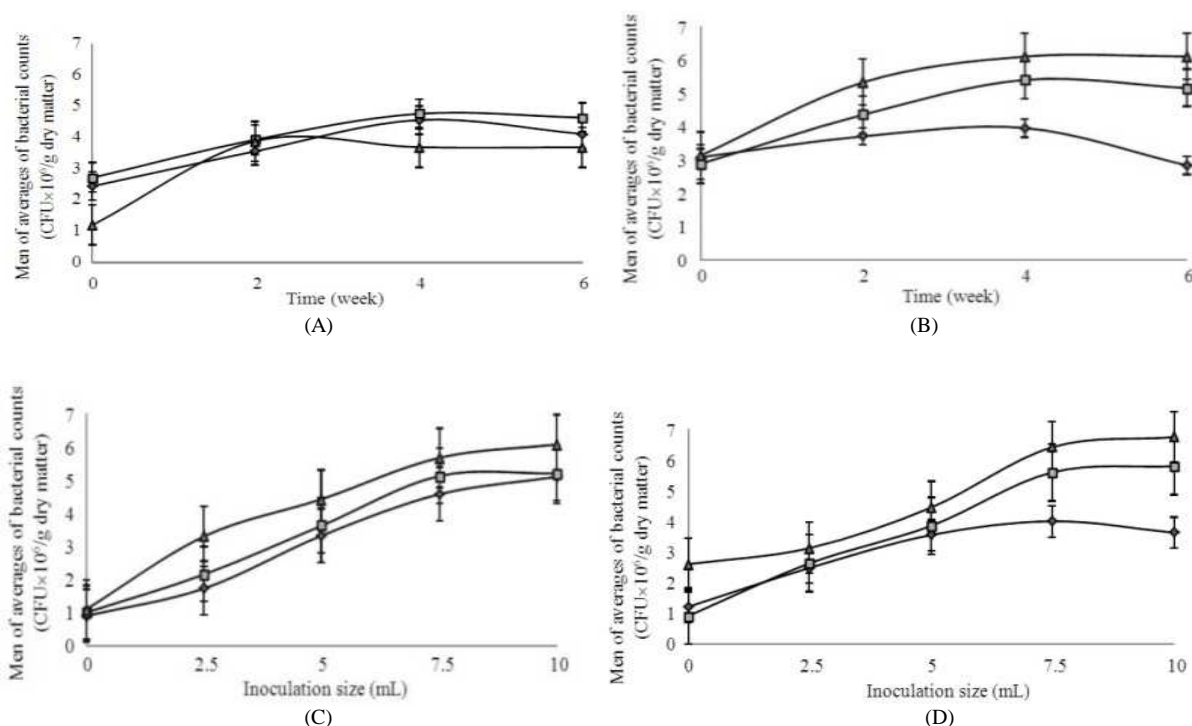 Men of averages of bacterial counts
(CFU×10⁶/g dry matter)
7
6
5
4
3
2
1
0
0 2 4 6
Time (week)
(A)
Men of averages of bacterial counts
(CFU×10⁶/g dry matter)
7
6
5
4
3
2
1
0
0 2 4 6
Time (week)
(B)
Men of averages of bacterial counts
(CFU×10⁶/g dry matter)
7
6
5
4
3
2
1
0
0 2.5 5 7.5 10
Inoculation size (mL)
(C)
Men of averages of bacterial counts
(CFU×10⁶/g dry matter)
7
6
5
4
3
2
1
0
0 2.5 5 7.5 10
Inoculation size (mL)
(D)